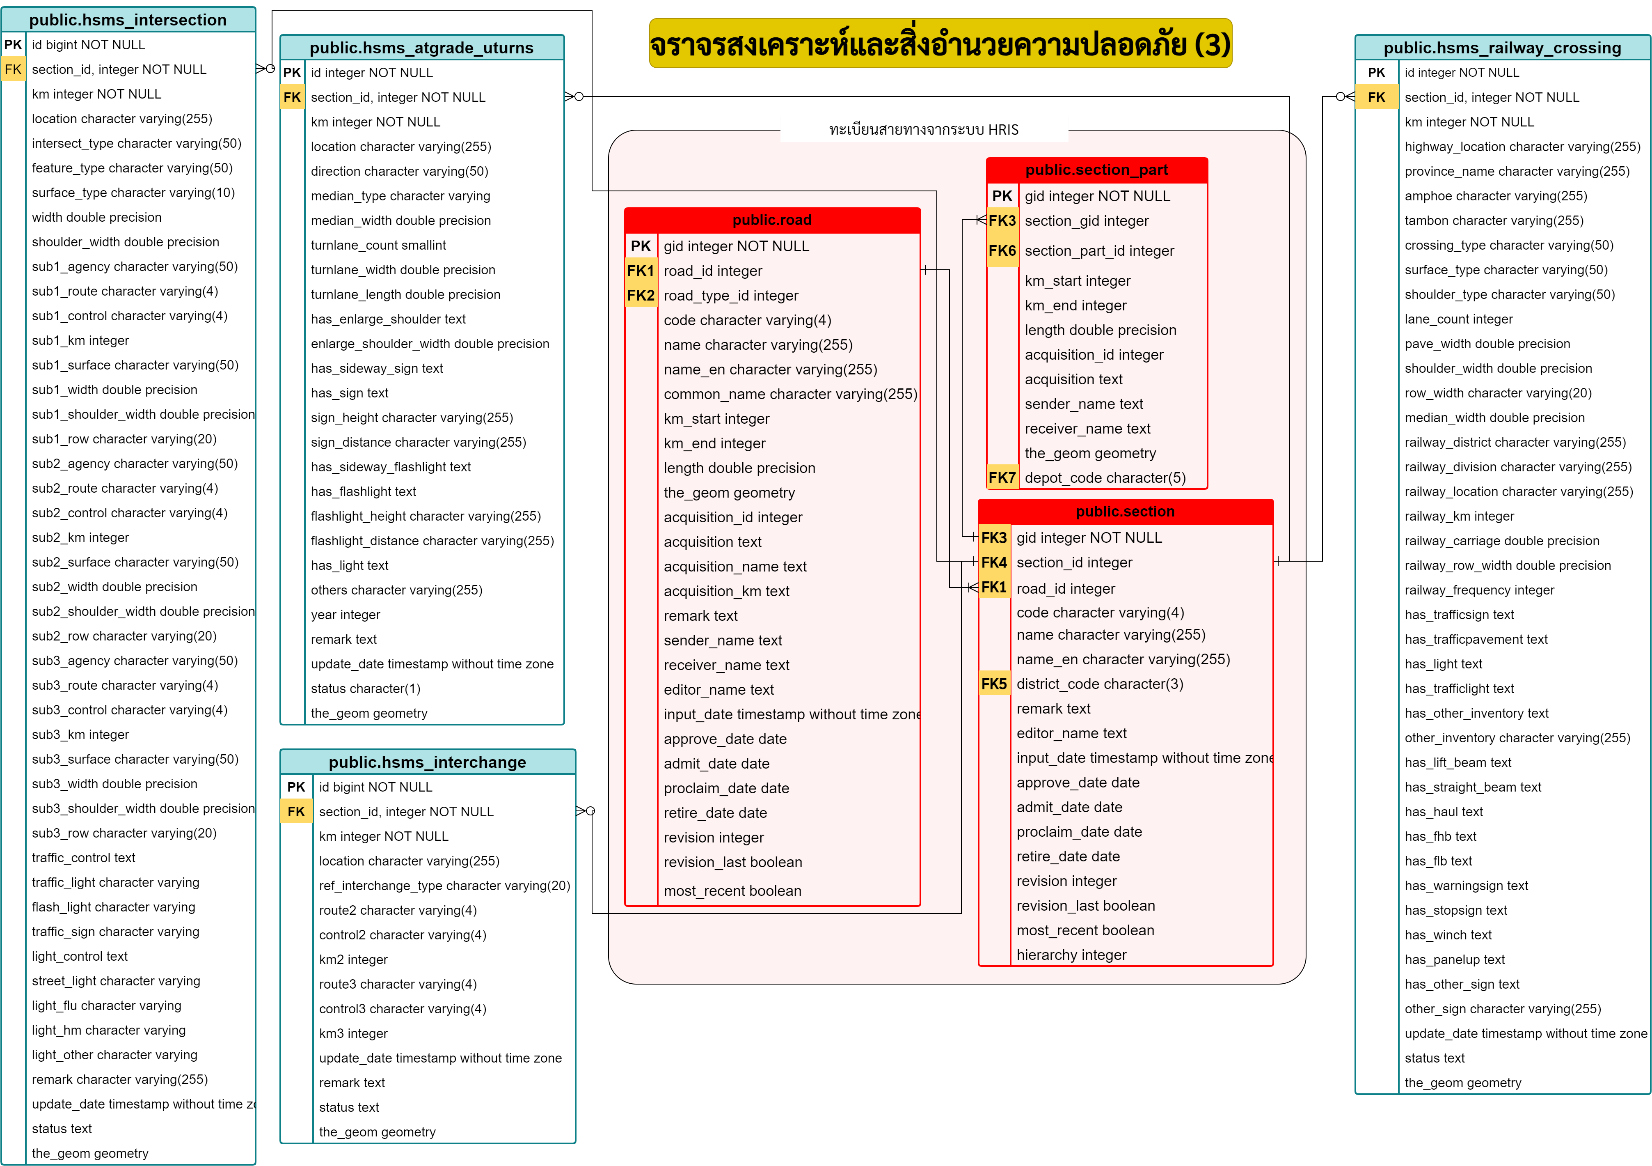 จราจรสงเคราะห์และสิ่งอำนวยความปลอดภัย (3)
public.hsms_intersection
PK id bigint NOT NULL
FK section_id, integer NOT NULL
km integer NOT NULL
location character varying(255)
intersect_type character varying(50)
feature_type character varying(50)
surface_type character varying(10)
width double precision
shoulder_width double precision
sub1_agency character varying(50)
sub1_route character varying(4)
sub1_control character varying(4)
sub1_km integer
sub1_surface character varying(50)
sub1_width double precision
sub1_shoulder_width double precision
sub1_row character varying(20)
sub2_agency character varying(50)
sub2_route character varying(4)
sub2_control character varying(4)
sub2_km integer
sub2_surface character varying(50)
sub2_width double precision
sub2_shoulder_width double precision
sub2_row character varying(20)
sub3_agency character varying(50)
sub3_route character varying(4)
sub3_control character varying(4)
sub3_km integer
sub3_surface character varying(50)
sub3_width double precision
sub3_shoulder_width double precision
sub3_row character varying(20)
traffic_control text
traffic_light character varying
flash_light character varying
traffic_sign character varying
light_control text
street_light character varying
light_flu character varying
light_hm character varying
light_other character varying
remark character varying(255)
update_date timestamp without time z
status text
the_geom geometry
public.hsms_atgrade_uturns
PK id integer NOT NULL
FK section_id, integer NOT NULL
km integer NOT NULL
location character varying(255)
direction character varying(50)
median_type character varying
median_width double precision
turnlane_count smallint
turnlane_width double precision
turnlane_length double precision
has_enlarge_shoulder text
enlarge_shoulder_width double precision
has_sideway_sign text
has_sign text
sign_height character varying(255)
sign_distance character varying(255)
has_sideway_flashlight text
has_flashlight text
flashlight_height character varying(255)
flashlight_distance character varying(255)
has_light text
others character varying(255)
year integer
remark text
update_date timestamp without time zone
status character(1)
the_geom geometry
public.hsms_interchange
PK id bigint NOT NULL
FK section_id, integer NOT NULL
km integer NOT NULL
location character varying(255)
ref_interchange_type character varying(20)
route2 character varying(4)
control2 character varying(4)
km2 integer
route3 character varying(4)
control3 character varying(4)
km3 integer
update_date timestamp without time zone
remark text
status text
the_geom geometry
ทะเบียนสายทางจากระบบ HRIS
public.road
PK gid integer NOT NULL
FK1 road_id integer
FK2 road_type_id integer
code character varying(4)
name character varying(255)
name_en character varying(255)
common_name character varying(255)
km_start integer
km_end integer
length double precision
the_geom geometry
acquisition_id integer
acquisition text
acquisition_name text
acquisition_km text
remark text
sender_name text
receiver_name text
editor_name text
input_date timestamp without time zone
approve_date date
admit_date date
proclaim_date date
retire_date date
revision integer
revision_last boolean
most_recent boolean
public.section_part
PK gid integer NOT NULL
FK3 section_gid integer
FK6 section_part_id integer
km_start integer
km_end integer
length double precision
acquisition_id integer
acquisition text
sender_name text
receiver_name text
the_geom geometry
FK7 depot_code character(5)
public.section
FK3 gid integer NOT NULL
FK4 section_id integer
FK1 road_id integer
code character varying(4)
name character varying(255)
name_en character varying(255)
FK5 district_code character(3)
remark text
editor_name text
input_date timestamp without time zone
approve_date date
admit_date date
proclaim_date date
retire_date date
revision integer
revision_last boolean
most_recent boolean
hierarchy integer
public.hsms_railway_crossing
PK id integer NOT NULL
FK section_id, integer NOT NULL
km integer NOT NULL
highway_location character varying(255)
province_name character varying(255)
amphoe character varying(255)
tambon character varying(255)
crossing_type character varying(50)
surface_type character varying(50)
shoulder_type character varying(50)
lane_count integer
pave_width double precision
shoulder_width double precision
row_width character varying(20)
median_width double precision
railway_district character varying(255)
railway_division character varying(255)
railway_location character varying(255)
railway_km integer
railway_carriage double precision
railway_row_width double precision
railway_frequency integer
has_trafficsign text
has_trafficpavement text
has_light text
has_trafficlight text
has_other_inventory text
other_inventory character varying(255)
has_lift_beam text
has_straight_beam text
has_haul text
has_fhb text
has_flb text
has_warningsign text
has_stopsign text
has_winch text
has_panelup text
has_other_sign text
other_sign character varying(255)
update_date timestamp without time zone
status text
the_geom geometry